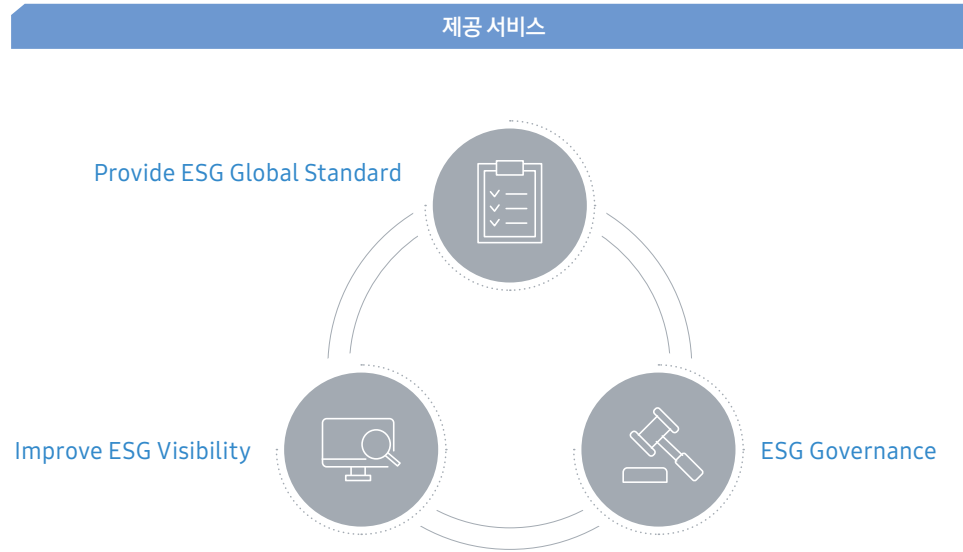 제공 서비스
Provide ESG Global Standard
Improve ESG Visibility
ESG Governance